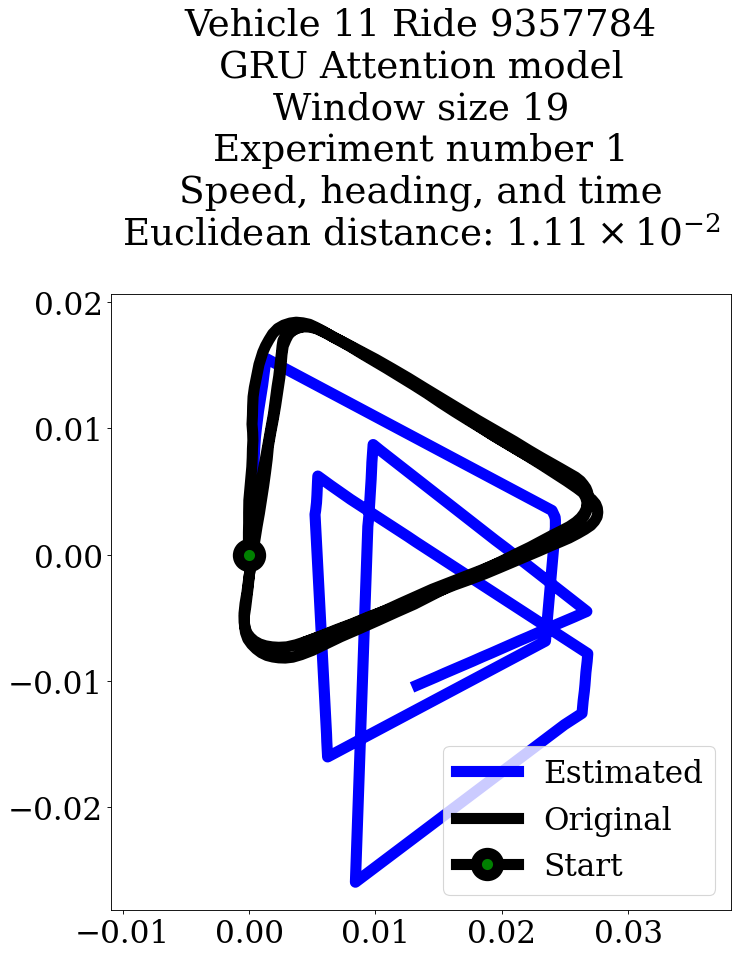 Vehicle 11 Ride 9357784
GRU Attention model
Window size 19
Experiment number 1
Speed, heading, and time
Euclidean distance: 1.11 × 10⁻²
0.02
0.01
0.00
−0.01
−0.02
Estimated
Original
Start
−0.01 0.00 0.01 0.02 0.03